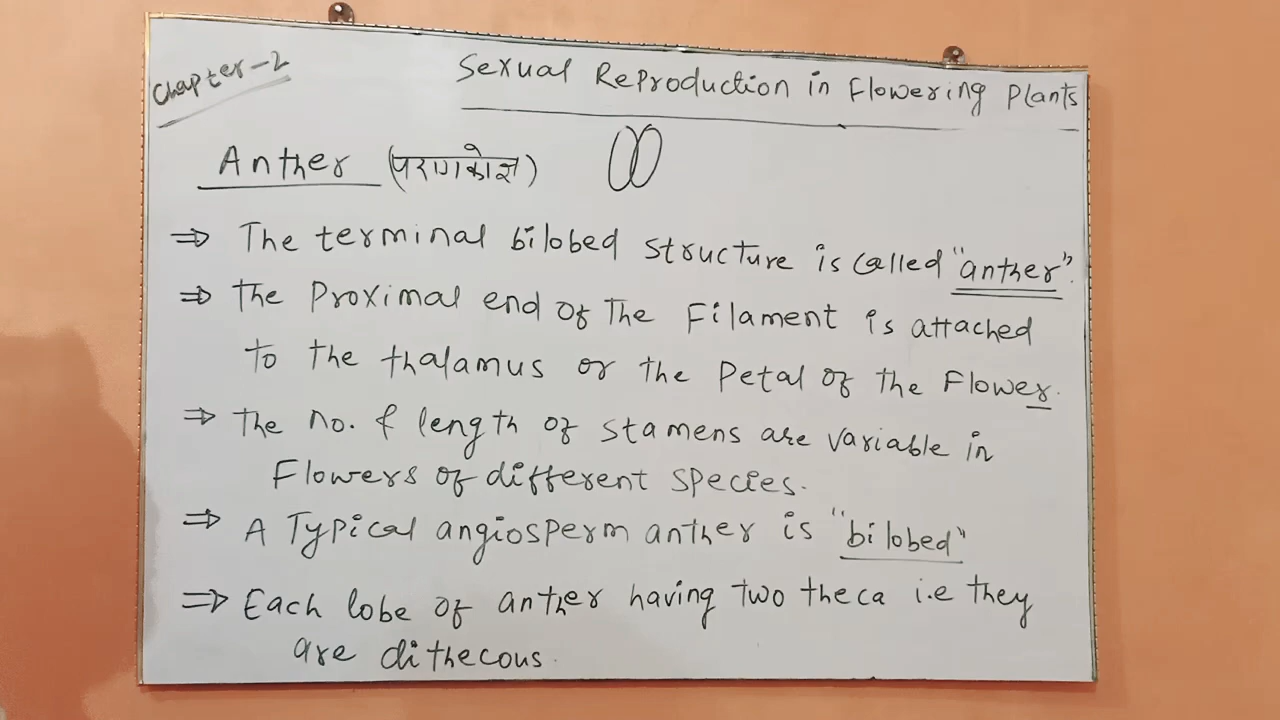 Chapter-2
Sexual Reproduction in Flowering Plants
Anther (परागकोश)
⇒ The terminal bilobed structure is called "anther".
⇒ The Proximal end of The Filament is attached
to the thalamus or the Petal of the Flower.
⇒ The No. & length of stamens are variable in
Flowers of different species.
⇒ A Typical angiosperm anther is "bilobed"
⇒ Each lobe of anther having two theca i.e they
are dithecous.